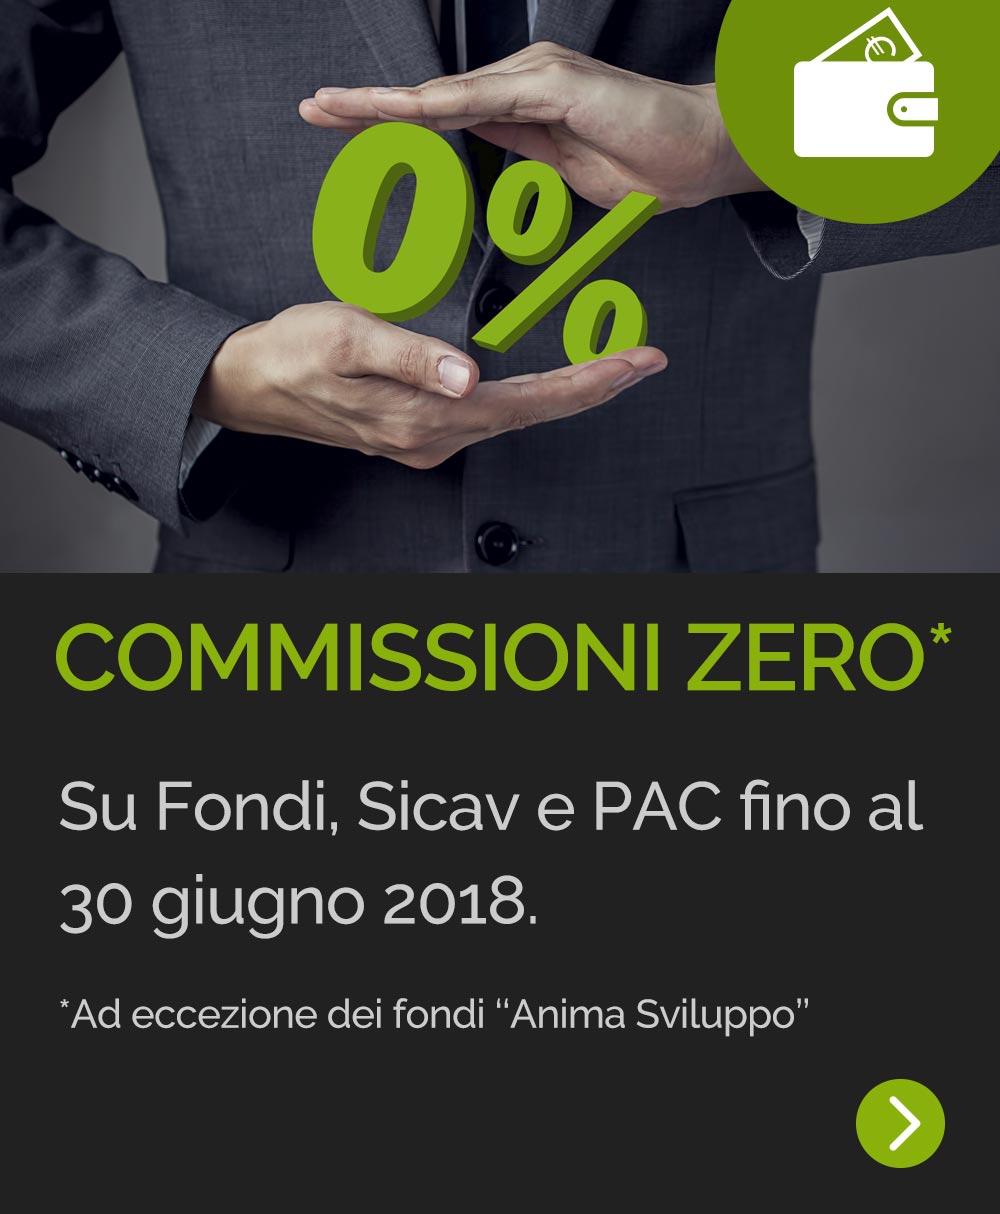 0%
COMMISSIONI ZERO*
Su Fondi, Sicav e PAC fino al
30 giugno 2018.
*Ad eccezione dei fondi “Anima Sviluppo”